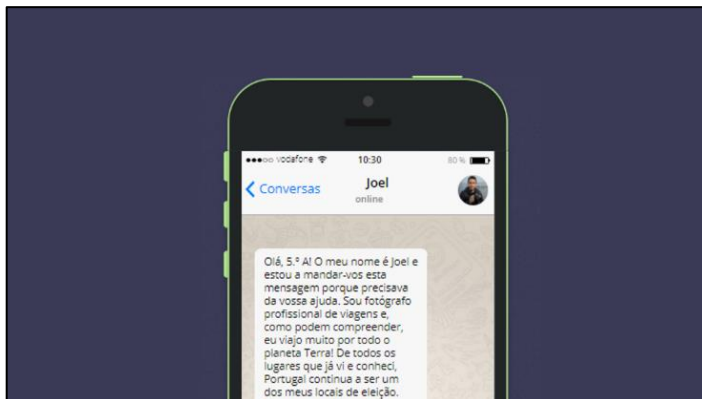 vodafone 10:30 80 %
Conversas Joel
online
Olá, 5.º A! O meu nome é Joel e
estou a mandar-vos esta
mensagem porque precisava
da vossa ajuda. Sou fotógrafo
profissional de viagens e,
como podem compreender,
eu viajo muito por todo o
planeta Terra! De todos os
lugares que já vi e conheci,
Portugal continua a ser um
dos meus locais de eleição.